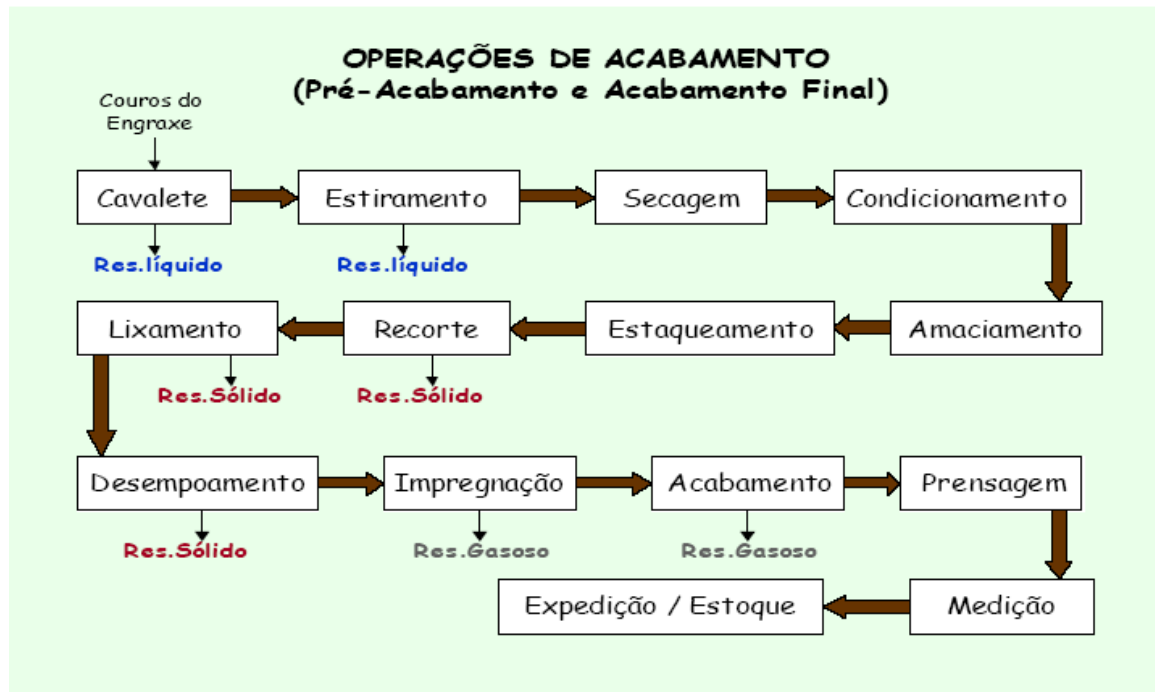 OPERAÇÕES DE ACABAMENTO
(Pré-Acabamento e Acabamento Final)
Couros do
Engraxe
Cavalete
Estiramento
Secagem
Condicionamento
Res.líquido
Res.líquido
Lixamento
Recorte
Estaqueamento
Amaciamento
Res.Sólido
Res.Sólido
Desempoamento
Impregnação
Acabamento
Prensagem
Res.Sólido
Res.Gasoso
Res.Gasoso
Expedição / Estoque
Medição